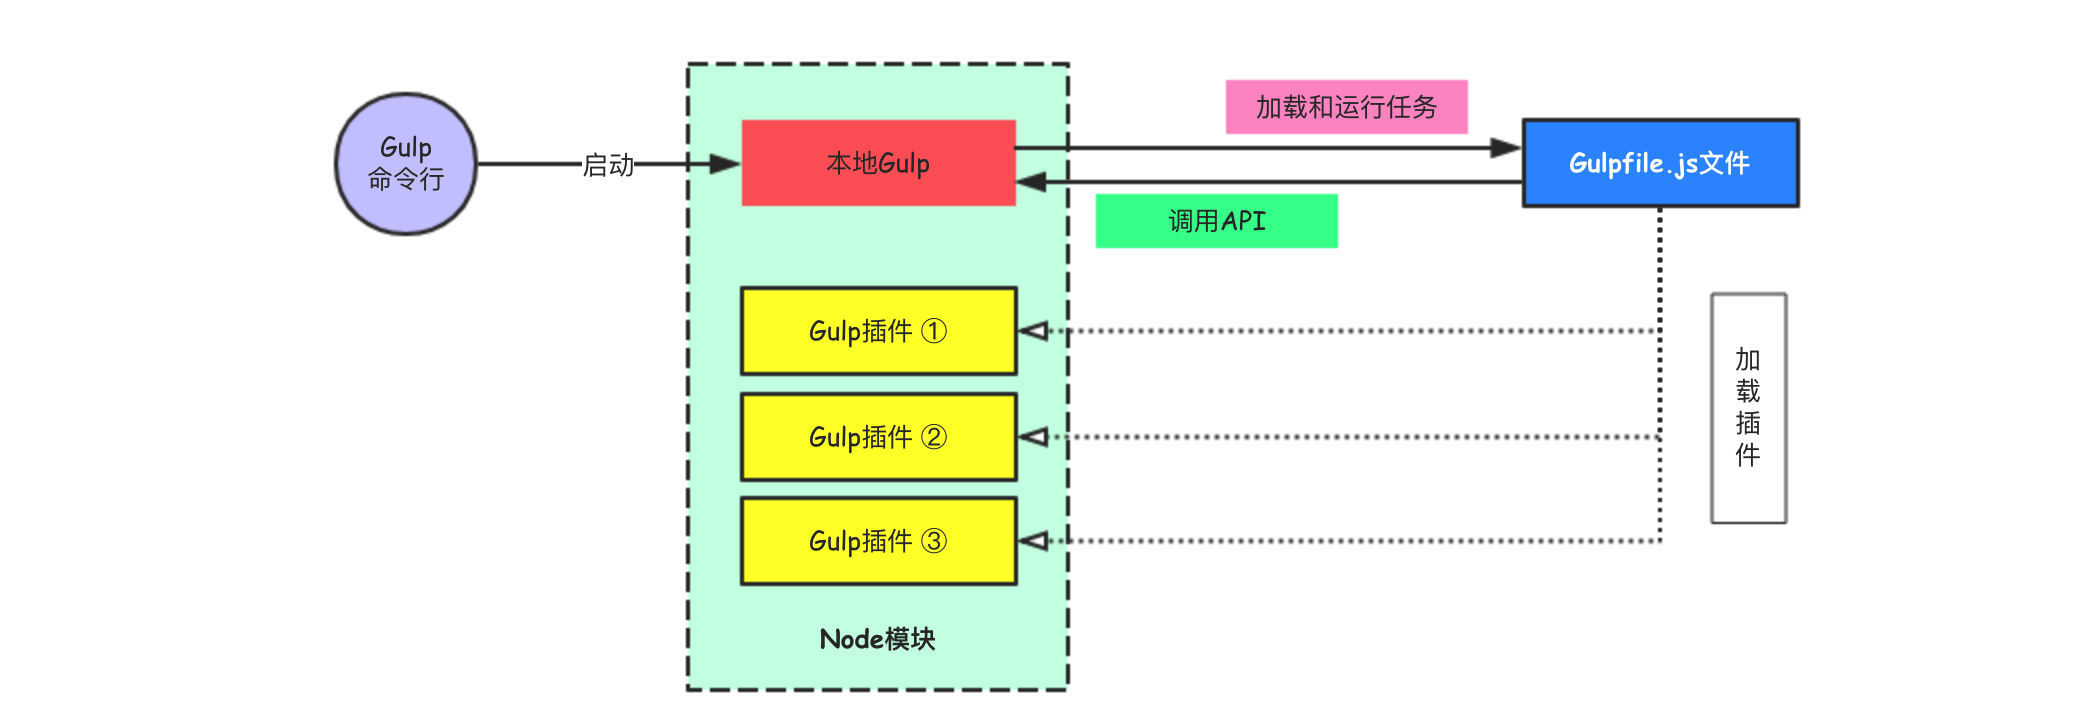 Gulp
命令行
启动
本地Gulp
加载和运行任务
调用API
Gulpfile.js文件
Gulp插件 ①
Gulp插件 ②
Gulp插件 ③
加
载
插
件
Node模块